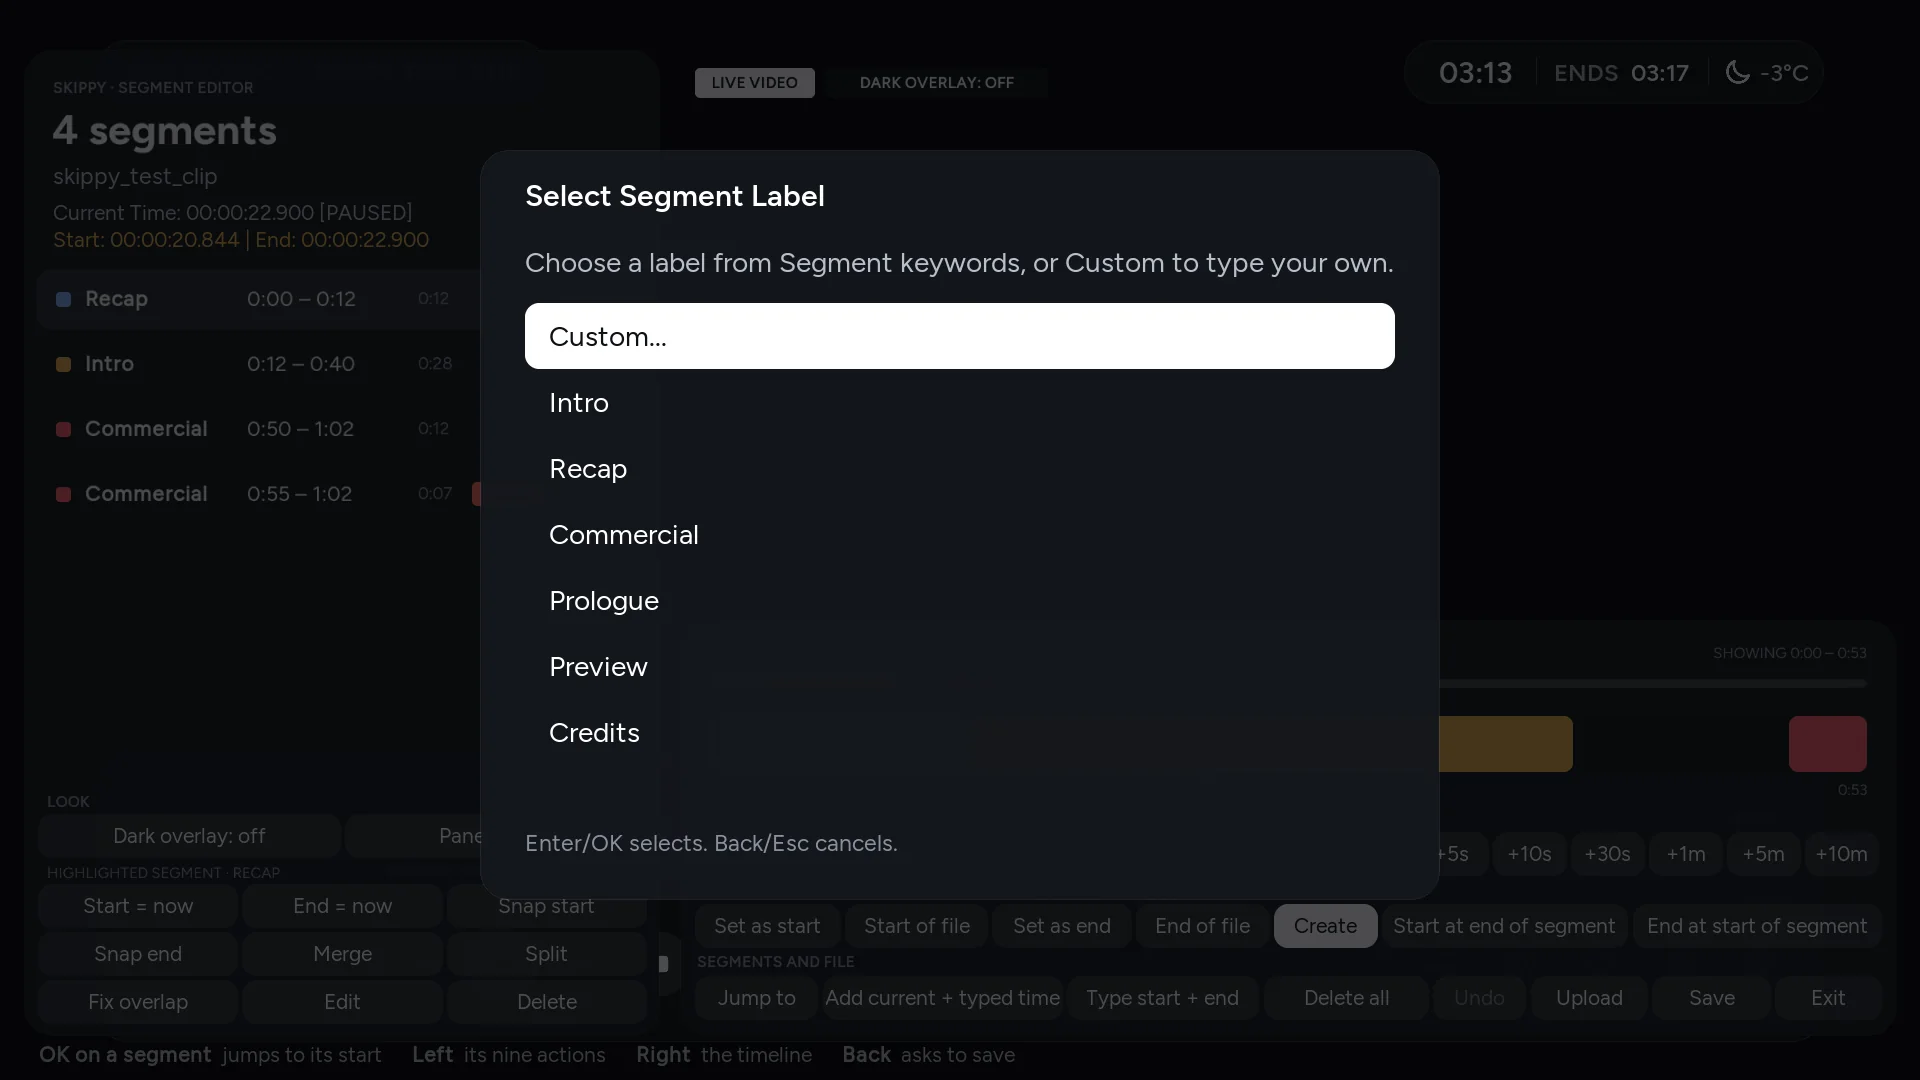 SKIPPY · SEGMENT EDITOR
4 segments
skippy_test_clip
Current Time: 00:00:22.900 [PAUSED]
Start: 00:00:20.844 | End: 00:00:22.900
Recap 0:00 – 0:12 0:12
Intro 0:12 – 0:40 0:28
Commercial 0:50 – 1:02 0:12
Commercial 0:55 – 1:02 0:07
LOOK
Dark overlay: off
HIGHLIGHTED SEGMENT · RECAP
Start = now End = now Snap start
Snap end Merge Split
Fix overlap Edit Delete
LIVE VIDEO DARK OVERLAY: OFF
03:13 ENDS 03:17 -3°C
Select Segment Label
Choose a label from Segment keywords, or Custom to type your own.
Custom...
Intro
Recap
Commercial
Prologue
Preview
Credits
Enter/OK selects. Back/Esc cancels.
SHOWING 0:00 – 0:53
0:53
+5s +10s +30s +1m +5m +10m
Set as start Start of file Set as end End of file Create Start at end of segment End at start of segment
SEGMENTS AND FILE
Jump to Add current + typed time Type start + end Delete all Undo Upload Save Exit
OK on a segment jumps to its start Left its nine actions Right the timeline Back asks to save